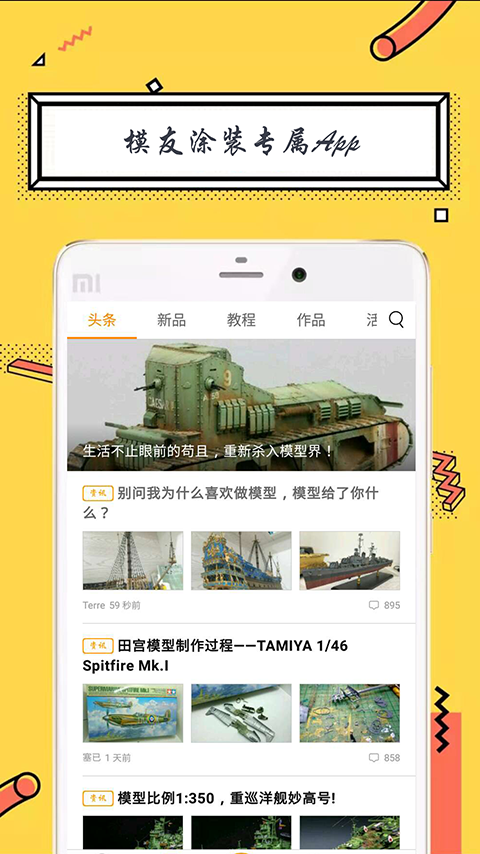 模友涂装专属App
MI
头条 新品 教程 作品 活
9
生活不止眼前的苟且，重新杀入模型界！
资讯 别问我为什么喜欢做模型，模型给了你什
么？
Terre 59 秒前 895
资讯 田宫模型制作过程——TAMIYA 1/46
Spitfire Mk.I
SUPERMARINE SPITFIRE Mk.I
塞已 1 天前 858
资讯 模型比例1:350，重巡洋舰妙高号!